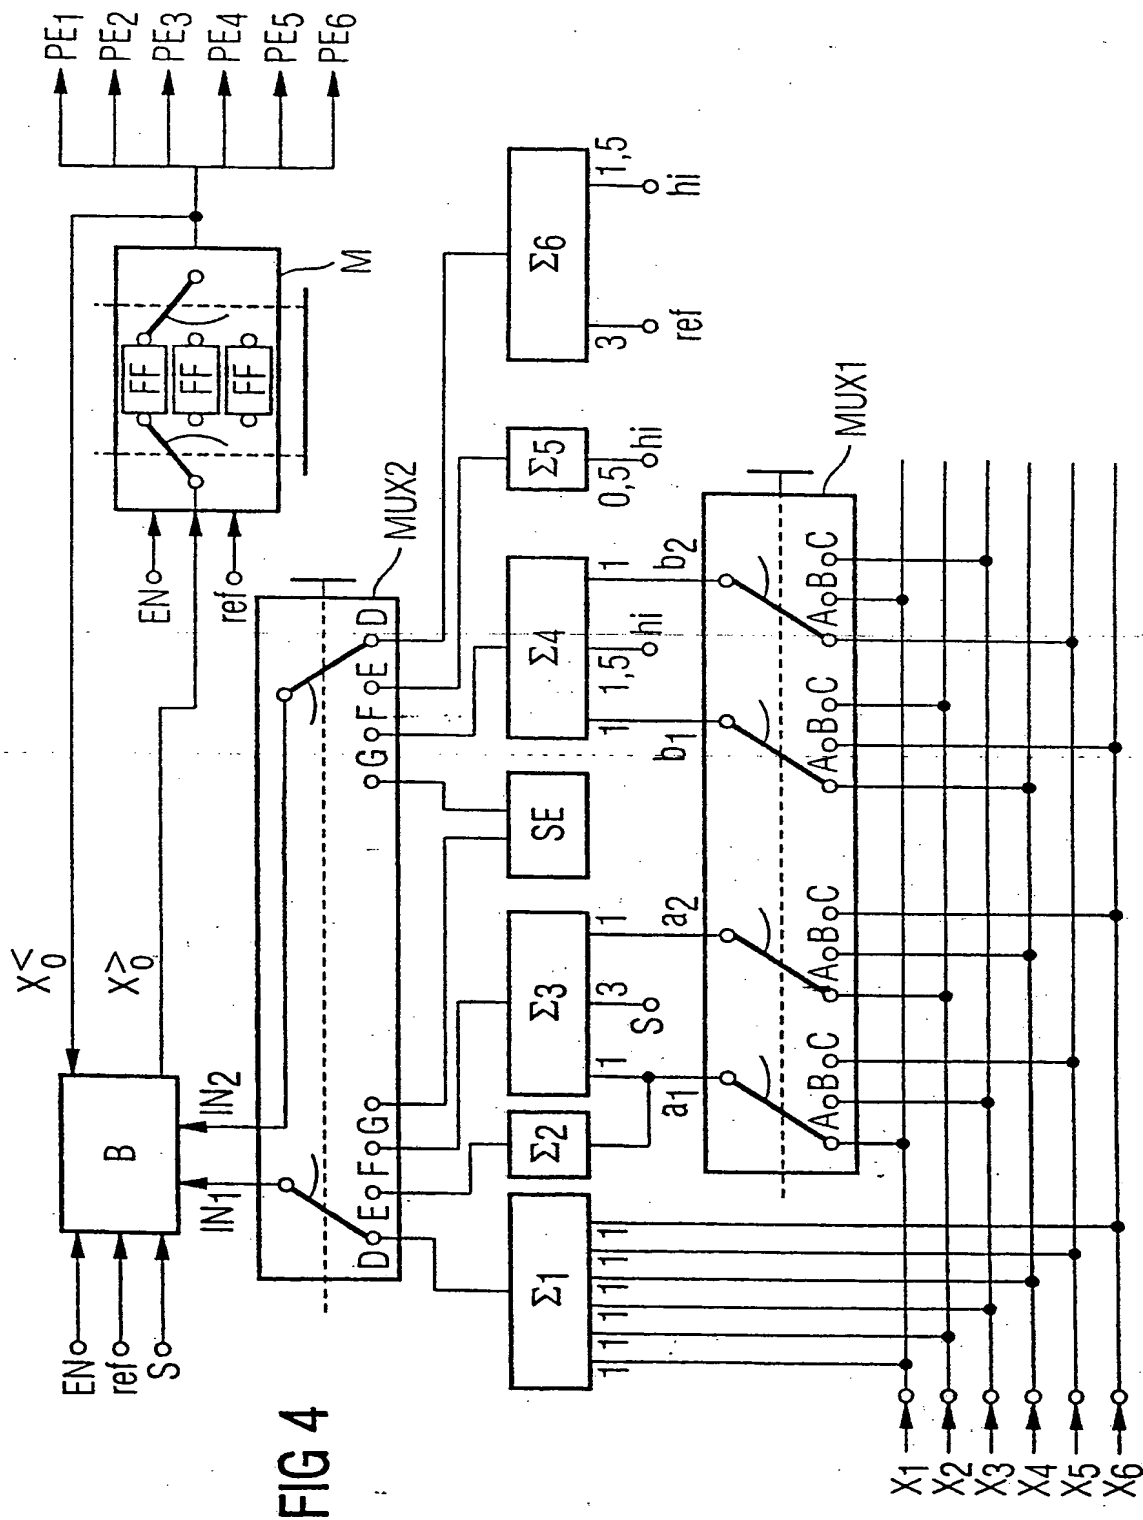 FIG 4
EN
ref
S
B
IN1
IN2
X0<
X0>
EN
ref
FF
FF
FF
M
PE1
PE2
PE3
PE4
PE5
PE6
D E F G
G F E D
MUX2
Σ1
Σ2
Σ3
SE
Σ4
Σ5
Σ6
1 1 1 1 1 1
1 3 1
S
1 1,5 1
hi
0,5
hi
3 1,5
ref hi
a1
a2
b1
b2
A B C
A B C
A B C
A B C
MUX1
X1
X2
X3
X4
X5
X6